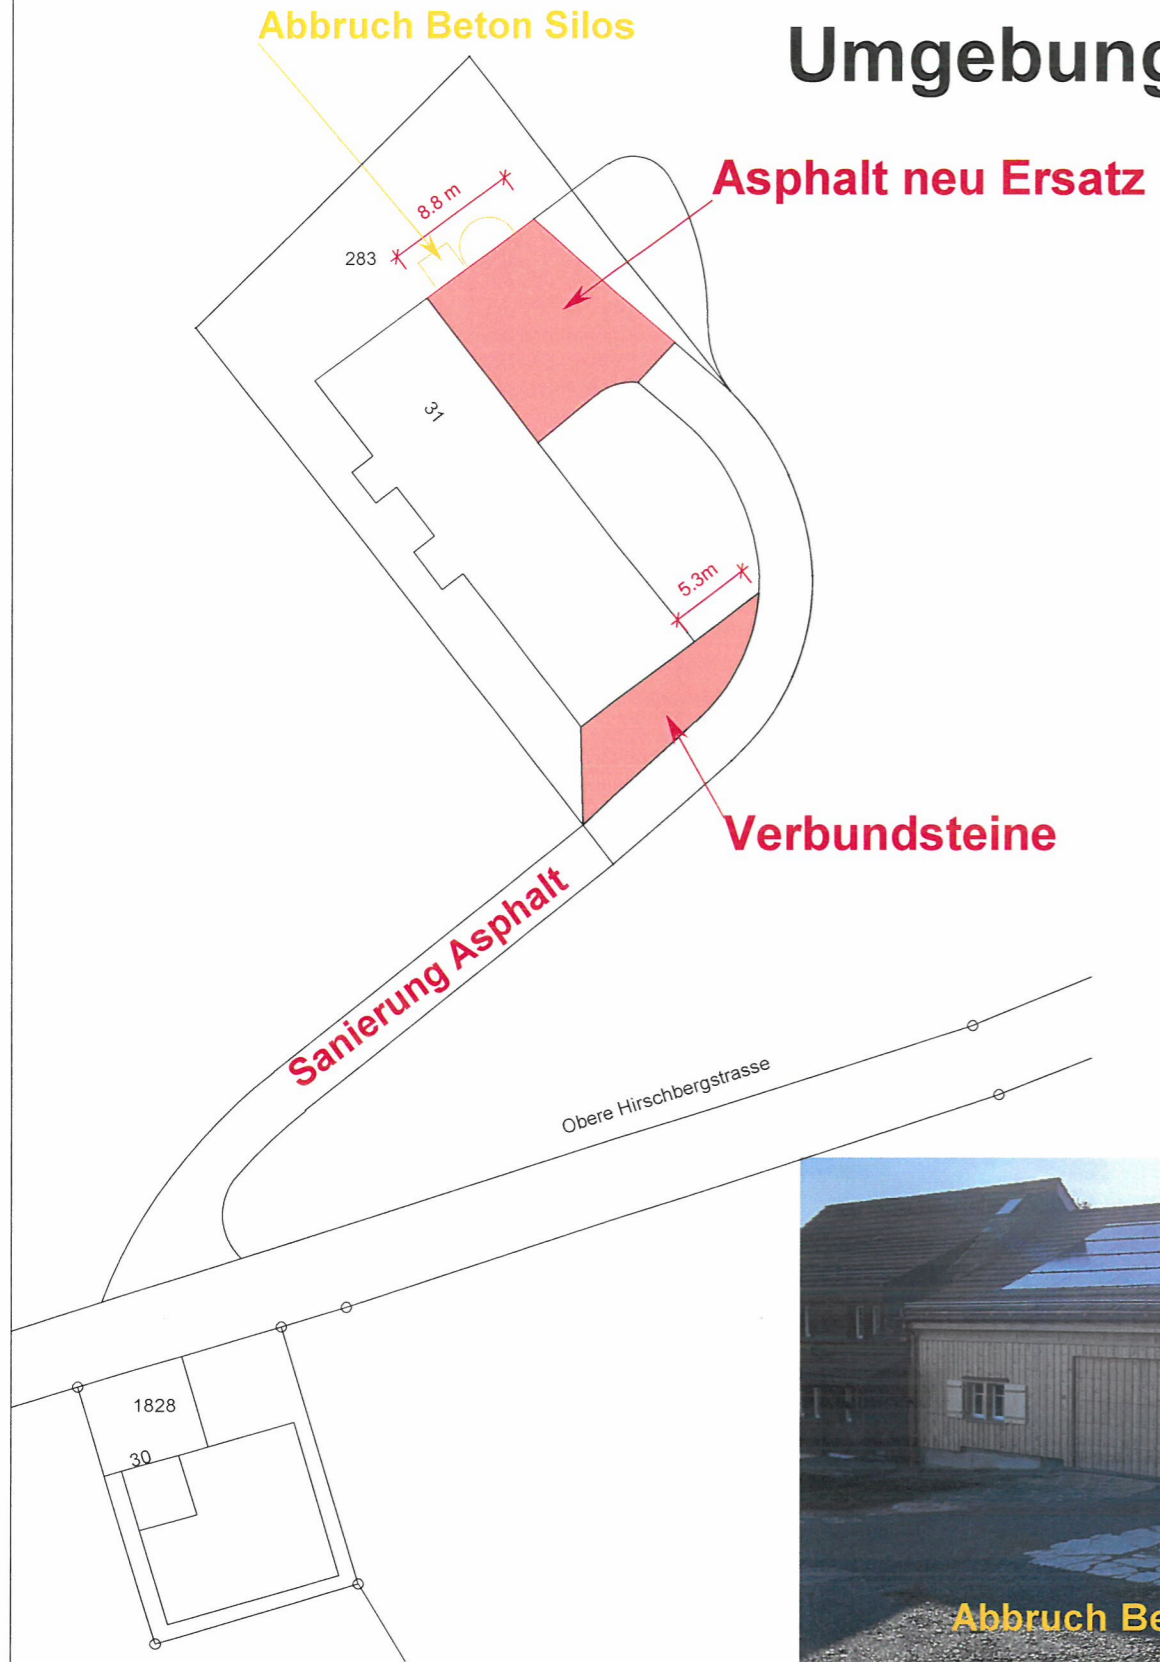 Abbruch Beton Silos
Umgebung
Asphalt neu Ersatz
8.8 m
283
31
5.3m
Verbundsteine
Sanierung Asphalt
Obere Hirschbergstrasse
1828
30
Abbruch Be